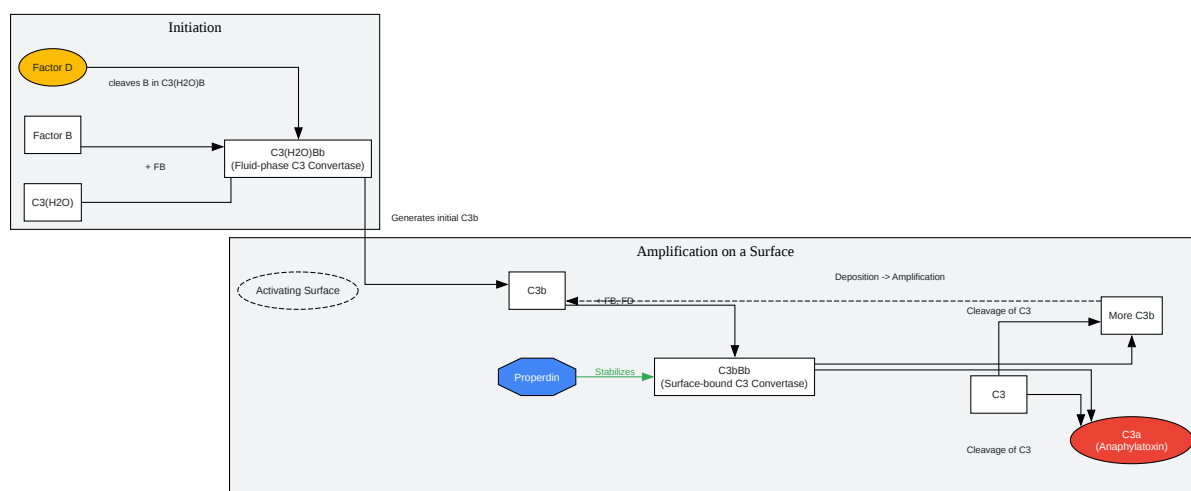 Initiation
Factor D
cleaves B in C3(H2O)B
Factor B
+ FB
C3(H2O)Bb
(Fluid-phase C3 Convertase)
C3(H2O)
Generates initial C3b
Amplification on a Surface
Activating Surface
C3b
Deposition -> Amplification
+ FB, FD
Cleavage of C3
More C3b
Properdin
Stabilizes
C3bBb
(Surface-bound C3 Convertase)
C3
C3a
(Anaphylatoxin)
Cleavage of C3